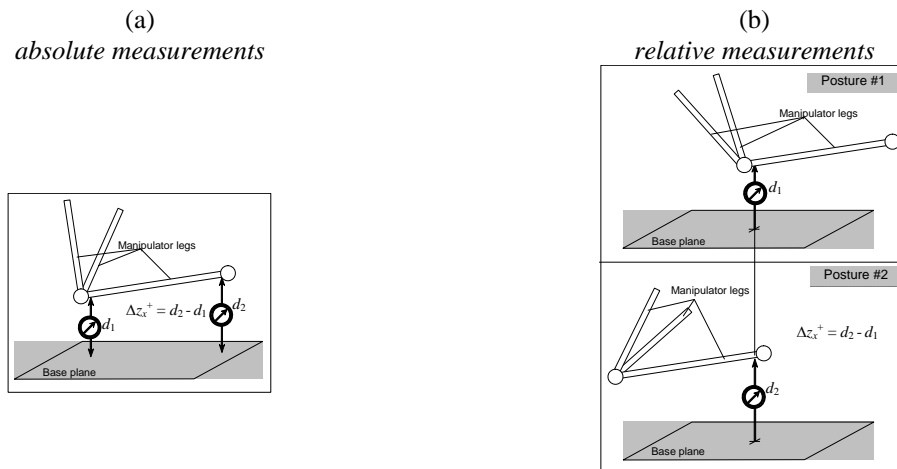 (a)
absolute measurements
Manipulator legs
d1
Δzx+ = d2 - d1
d2
Base plane
(b)
relative measurements
Posture #1
Manipulator legs
d1
Base plane
Posture #2
Manipulator legs
Δzx+ = d2 - d1
d2
Base plane